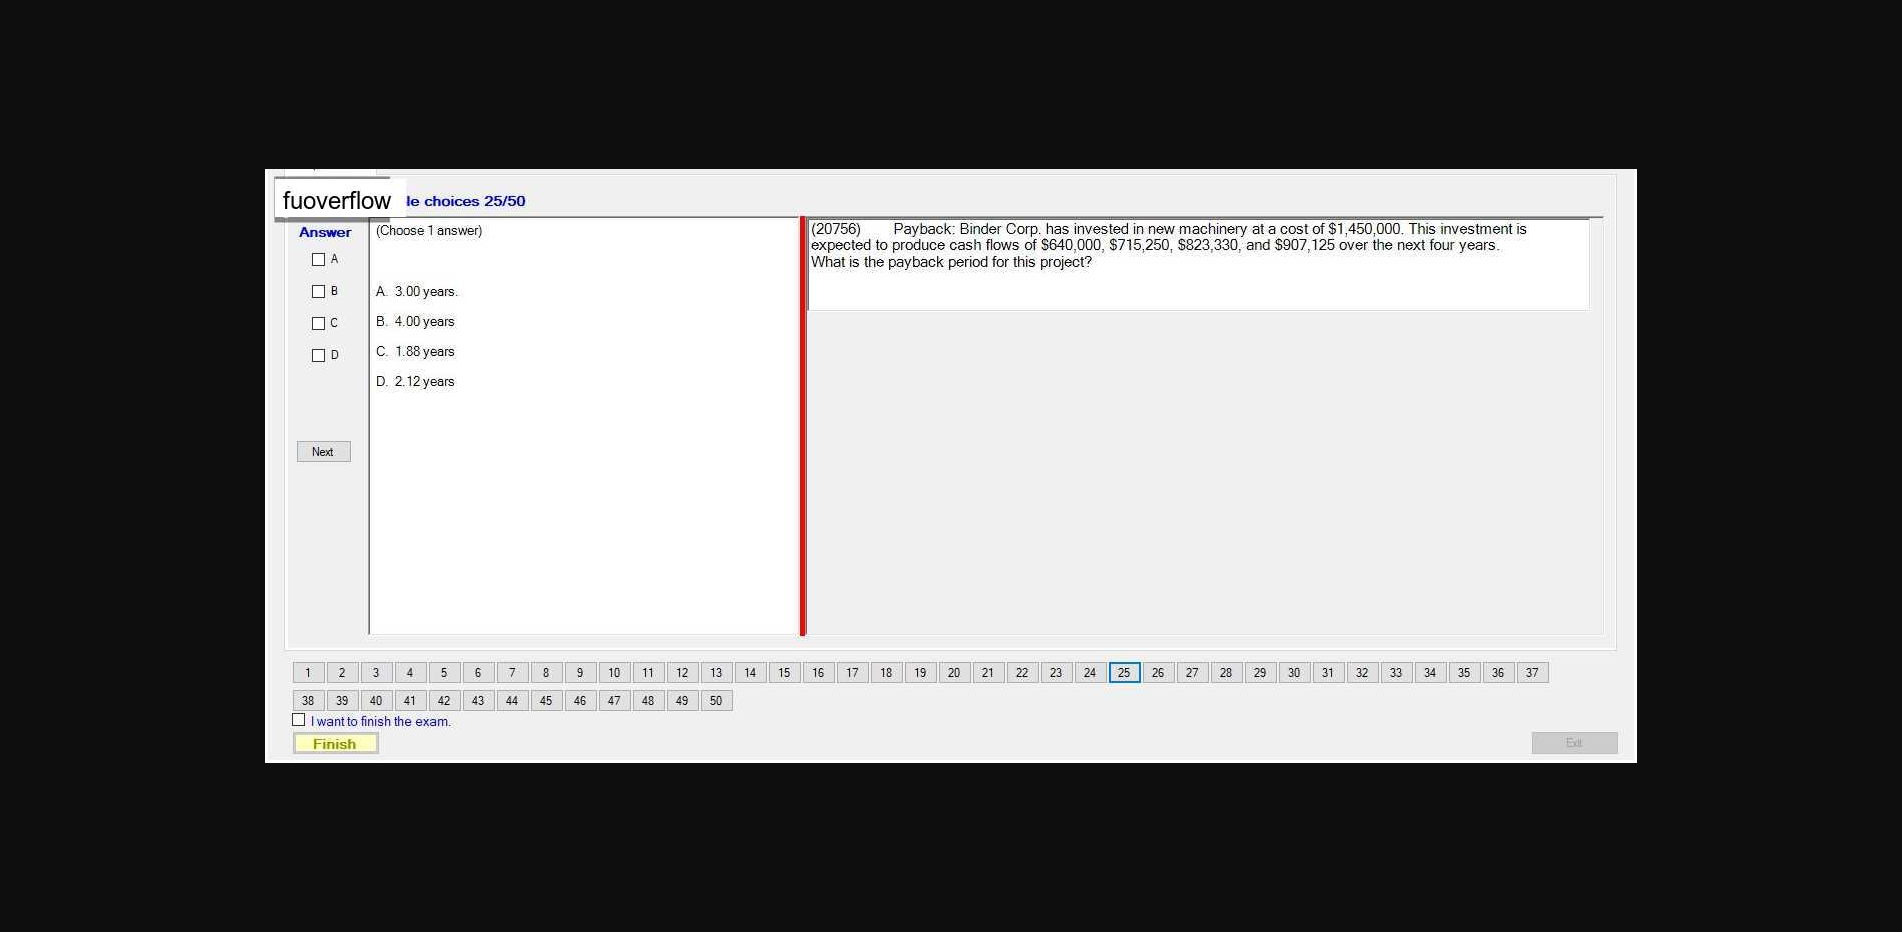 fuoverflow
le choices 25/50
Answer
(Choose 1 answer)
(20756) Payback: Binder Corp. has invested in new machinery at a cost of $1,450,000. This investment is
expected to produce cash flows of $640,000, $715,250, $823,330, and $907,125 over the next four years.
What is the payback period for this project?
A
B
C
D
A. 3.00 years.
B. 4.00 years
C. 1.88 years
D. 2.12 years
Next
1 2 3 4 5 6 7 8 9 10 11 12 13 14 15 16 17 18 19 20 21 22 23 24 25 26 27 28 29 30 31 32 33 34 35 36 37
38 39 40 41 42 43 44 45 46 47 48 49 50
I want to finish the exam.
Finish
Exit